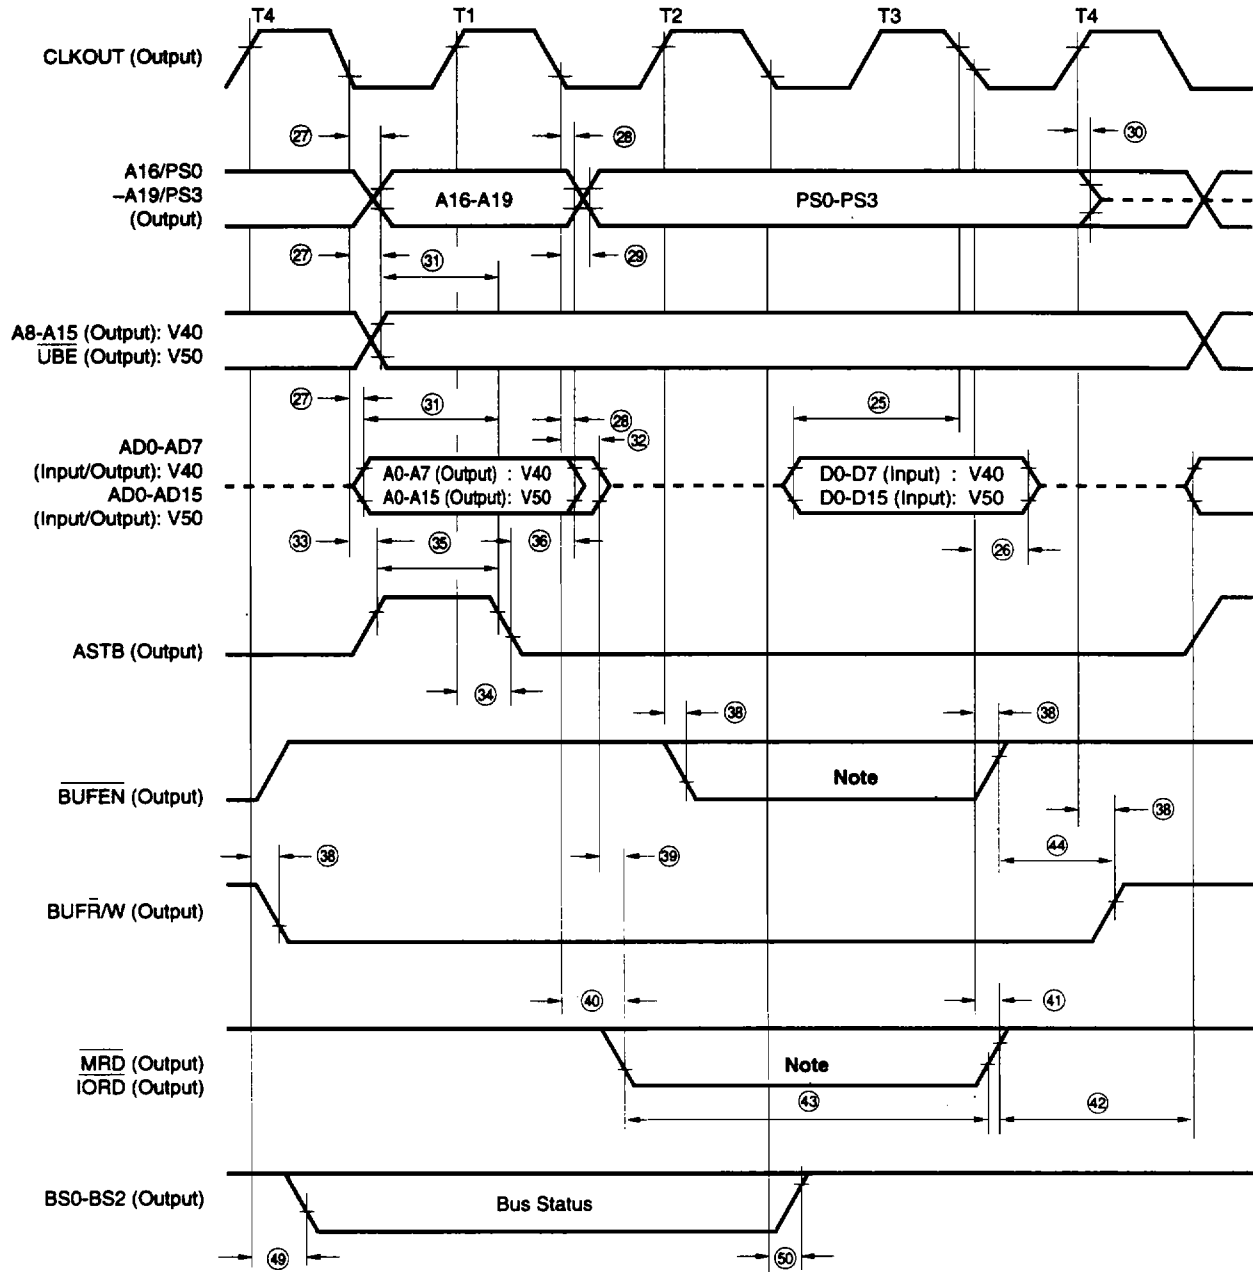 T4 T1 T2 T3 T4
CLKOUT (Output)
27 28 30
A16/PS0
–A19/PS3
(Output)
A16-A19 PS0-PS3
27 31 29
A8-A15 (Output): V40
U̅B̅E̅ (Output): V50
27 31 28 25
32
AD0-AD7
(Input/Output): V40
AD0-AD15
(Input/Output): V50
A0-A7 (Output) : V40
A0-A15 (Output): V50
D0-D7 (Input) : V40
D0-D15 (Input): V50
33 35 36 26
ASTB (Output)
34
38 38
B̅U̅F̅E̅N̅ (Output)
Note
38
38 39 44
BUFR̅/W (Output)
40 41
M̅R̅D̅ (Output)
I̅O̅R̅D̅ (Output)
Note
43 42
BS0-BS2 (Output)
Bus Status
49 50